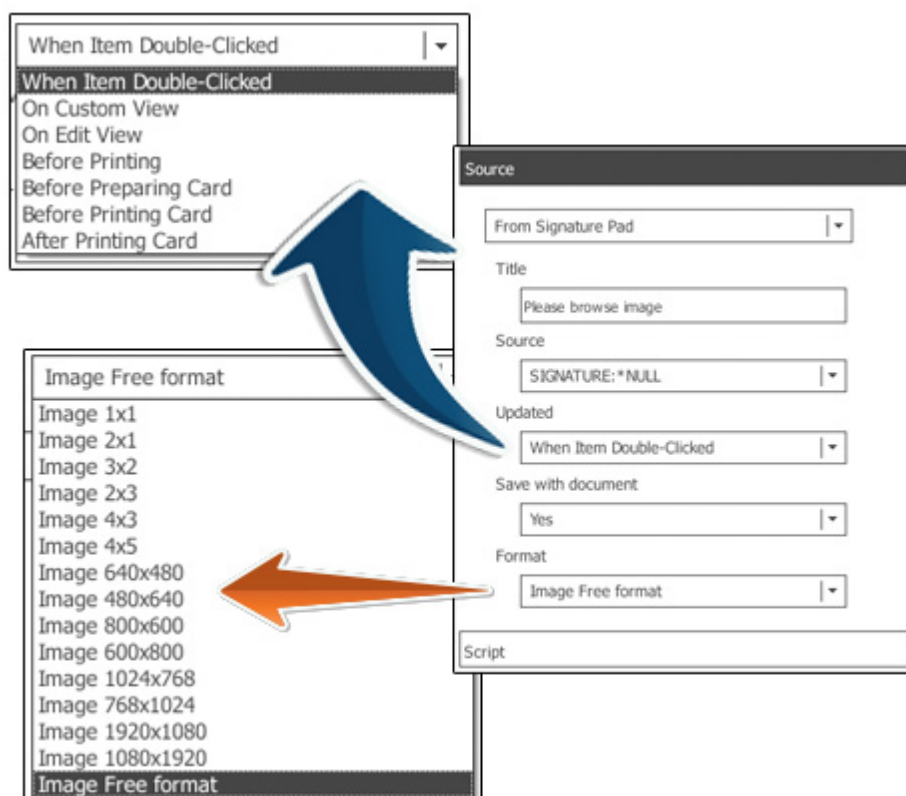 When Item Double-Clicked
When Item Double-Clicked
On Custom View
On Edit View
Before Printing
Before Preparing Card
Before Printing Card
After Printing Card
Source
From Signature Pad
Title
Please browse image
Source
SIGNATURE:*NULL
Updated
When Item Double-Clicked
Save with document
Yes
Format
Image Free format
Script
Image Free format
Image 1x1
Image 2x1
Image 3x2
Image 2x3
Image 4x3
Image 4x5
Image 640x480
Image 480x640
Image 800x600
Image 600x800
Image 1024x768
Image 768x1024
Image 1920x1080
Image 1080x1920
Image Free format